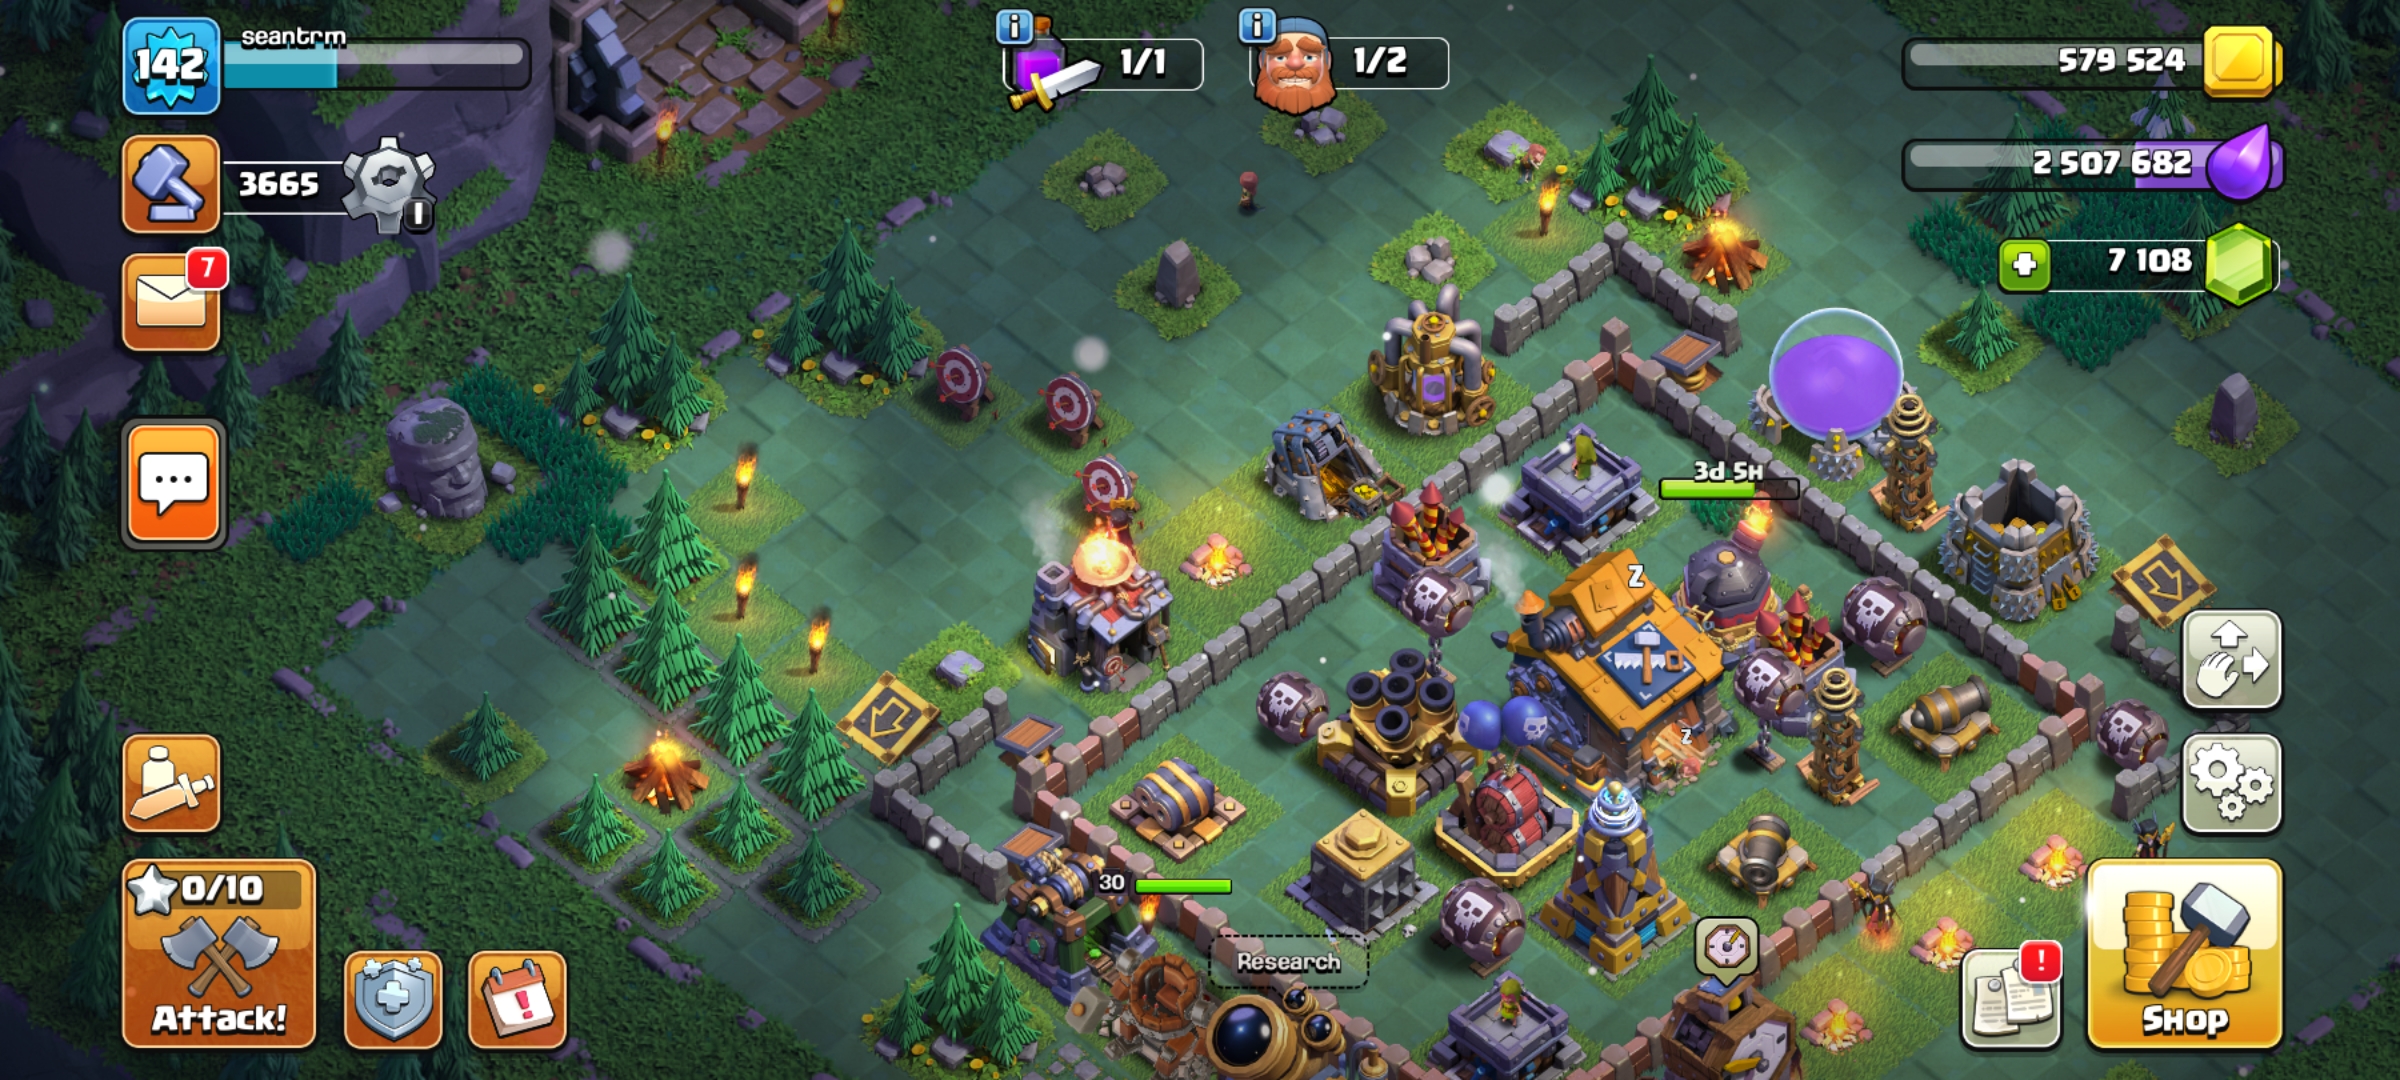 142
seantrm
1/1
1/2
579 524
3665
2 507 682
7
7 108
3d 5H
Z
z
30
Research
0/10
Attack!
!
Shop